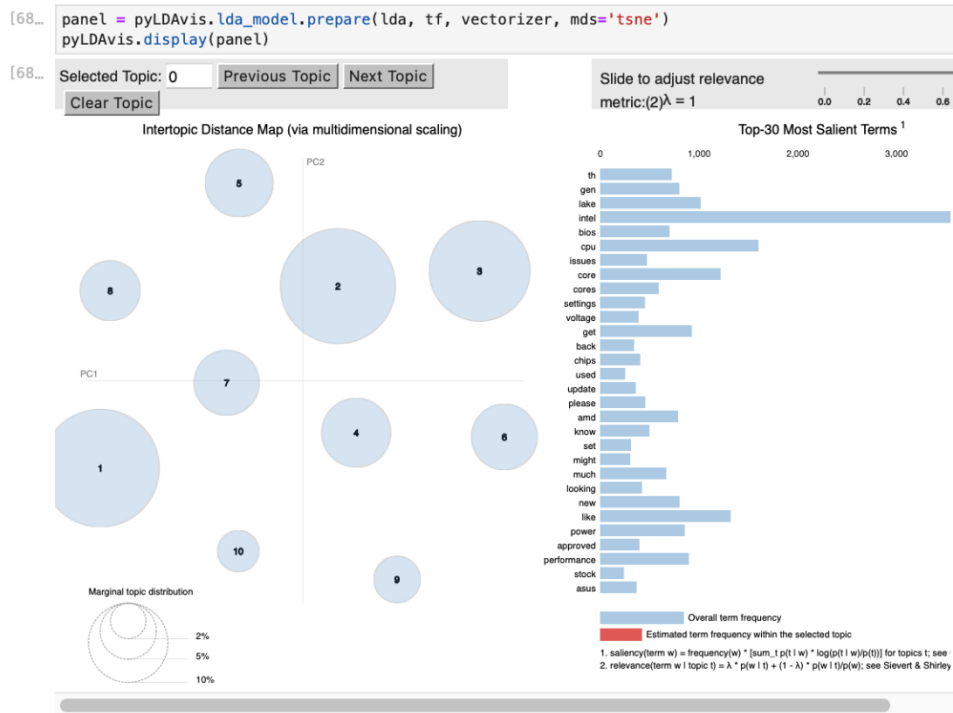 [68...
panel = pyLDAvis.lda_model.prepare(lda, tf, vectorizer, mds='tsne')
pyLDAvis.display(panel)
[68...
Selected Topic: 0 Previous Topic Next Topic
Clear Topic
Slide to adjust relevance
metric:(2)λ = 1
0.0 0.2 0.4 0.6
Intertopic Distance Map (via multidimensional scaling)
PC2
PC1
5
2
3
8
7
4
6
1
10
9
Marginal topic distribution
2%
5%
10%
Top-30 Most Salient Terms 1
0 1,000 2,000 3,000
th
gen
lake
intel
bios
cpu
issues
core
cores
settings
voltage
get
back
chips
used
update
please
amd
know
set
might
much
looking
new
like
power
approved
performance
stock
asus
Overall term frequency
Estimated term frequency within the selected topic
1. saliency(term w) = frequency(w) * [sum_t p(t | w) * log(p(t | w)/p(t))] for topics t; see
2. relevance(term w | topic t) = λ * p(w | t) + (1 - λ) * p(w | t)/p(w); see Sievert & Shirley